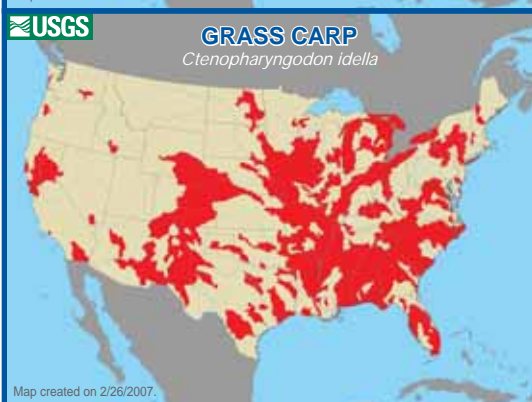 USGS
GRASS CARP
Ctenopharyngodon idella
Map created on 2/26/2007.